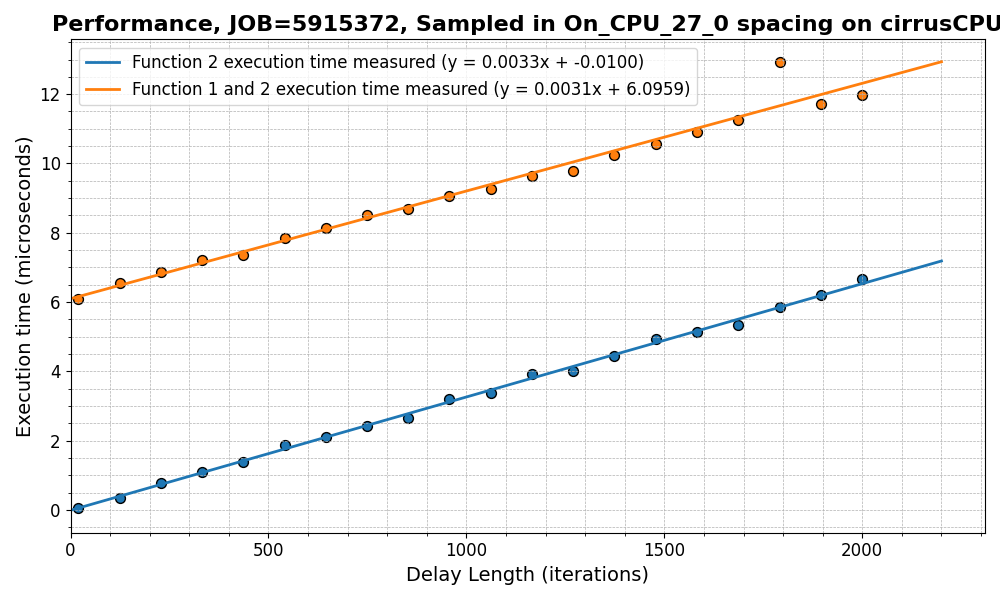 Performance, JOB=5915372, Sampled in On_CPU_27_0 spacing on cirrusCPU
Function 2 execution time measured (y = 0.0033x + -0.0100)
Function 1 and 2 execution time measured (y = 0.0031x + 6.0959)
Execution time (microseconds)
12
10
8
6
4
2
0
0 500 1000 1500 2000
Delay Length (iterations)